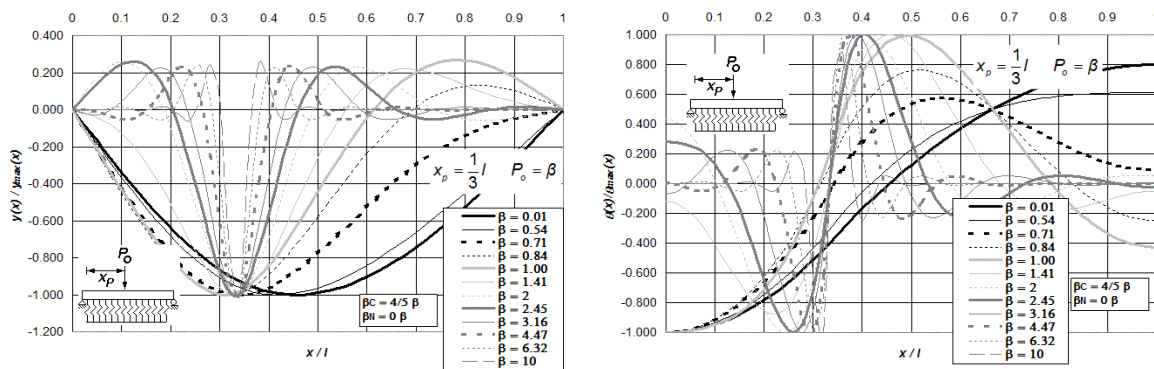 0 0.1 0.2 0.3 0.4 0.5 0.6 0.7 0.8 0.9 1
0.400
0.200
0.000
-0.200
-0.400
-0.600
-0.800
-1.000
-1.200
y(x) / ymax(x)
x / l
P0
xP
x_p = 1/3 l P_o = β
βC = 4/5 β
βN = 0 β
β = 0.01
β = 0.54
β = 0.71
β = 0.84
β = 1.00
β = 1.41
β = 2
β = 2.45
β = 3.16
β = 4.47
β = 6.32
β = 10
0 0.1 0.2 0.3 0.4 0.5 0.6 0.7 0.8 0.9 1
1.000
0.800
0.600
0.400
0.200
0.000
-0.200
-0.400
-0.600
-0.800
-1.000
x / l
P0
xP
x_p = 1/3 l P_o = β
βC = 4/5 β
βN = 0 β
β = 0.01
β = 0.54
β = 0.71
β = 0.84
β = 1.00
β = 1.41
β = 2
β = 2.45
β = 3.16
β = 4.47
β = 6.32
β = 10